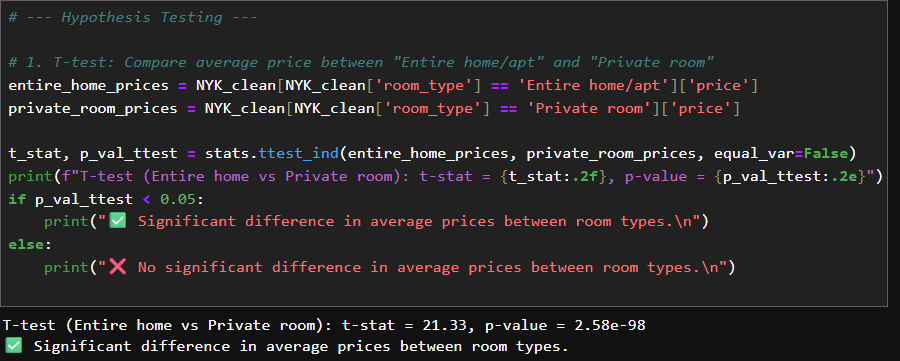 # --- Hypothesis Testing ---
# 1. T-test: Compare average price between "Entire home/apt" and "Private room"
entire_home_prices = NYK_clean[NYK_clean['room_type'] == 'Entire home/apt']['price']
private_room_prices = NYK_clean[NYK_clean['room_type'] == 'Private room']['price']
t_stat, p_val_ttest = stats.ttest_ind(entire_home_prices, private_room_prices, equal_var=False)
print(f"T-test (Entire home vs Private room): t-stat = {t_stat:.2f}, p-value = {p_val_ttest:.2e}")
if p_val_ttest < 0.05:
    print("✅ Significant difference in average prices between room types.\n")
else:
    print("❌ No significant difference in average prices between room types.\n")
T-test (Entire home vs Private room): t-stat = 21.33, p-value = 2.58e-98
✅ Significant difference in average prices between room types.